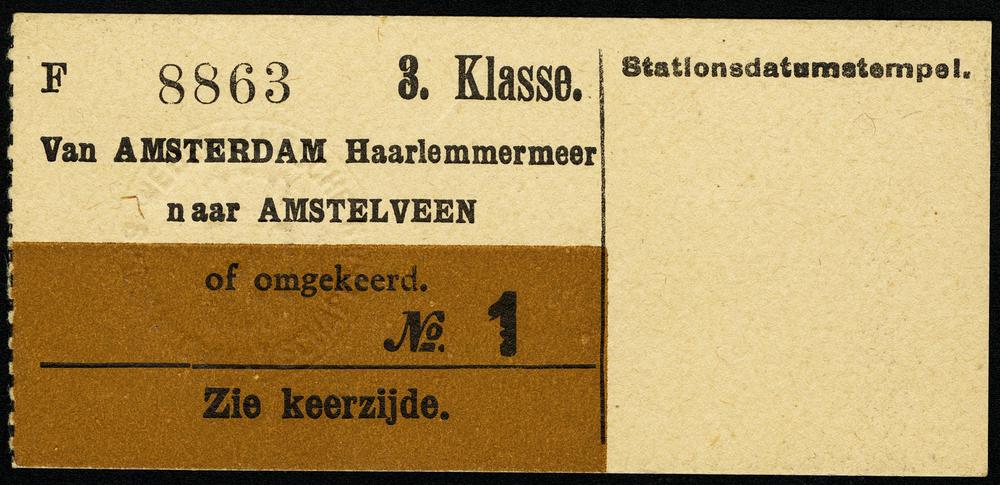 F 8863 3. Klasse.
Stationsdatumstempel.
Van AMSTERDAM Haarlemmermeer
naar AMSTELVEEN
of omgekeerd.
No. 1
Zie keerzijde.